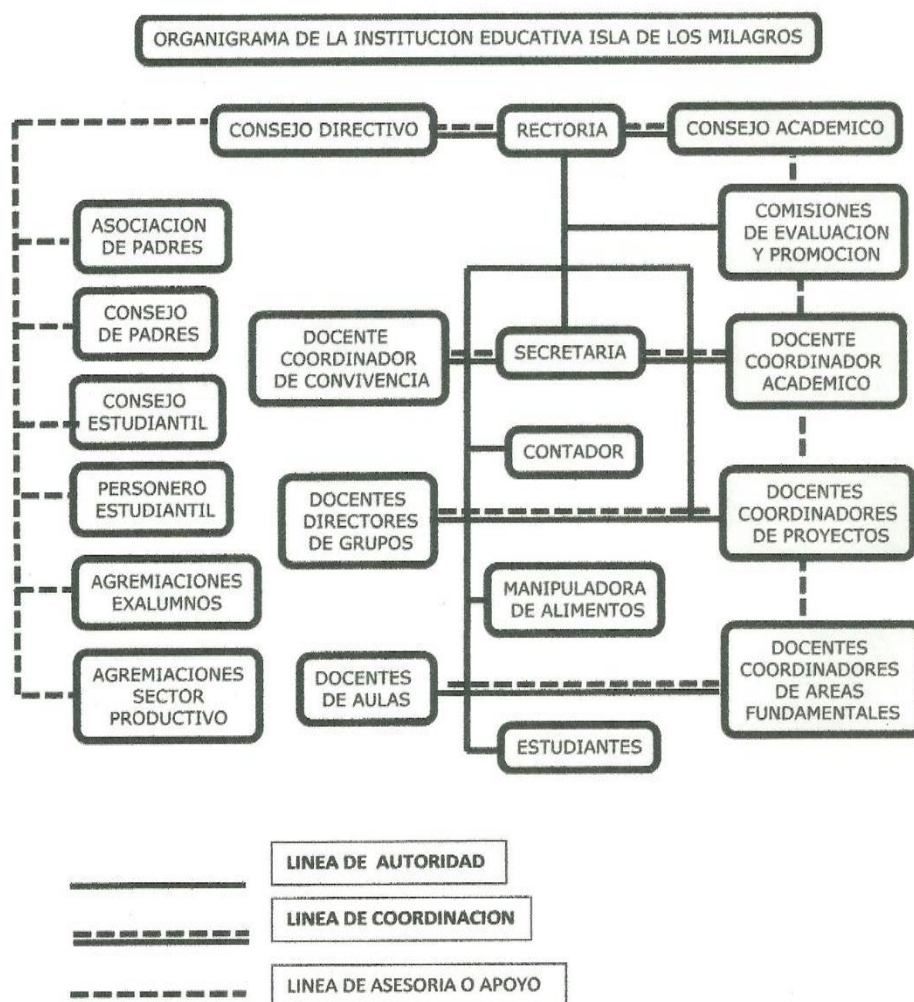 ORGANIGRAMA DE LA INSTITUCION EDUCATIVA ISLA DE LOS MILAGROS
CONSEJO DIRECTIVO
RECTORIA
CONSEJO ACADEMICO
ASOCIACION
DE PADRES
COMISIONES
DE EVALUACION
Y PROMOCION
CONSEJO
DE PADRES
DOCENTE
COORDINADOR
DE CONVIVENCIA
SECRETARIA
DOCENTE
COORDINADOR
ACADEMICO
CONSEJO
ESTUDIANTIL
CONTADOR
PERSONERO
ESTUDIANTIL
DOCENTES
DIRECTORES
DE GRUPOS
DOCENTES
COORDINADORES
DE PROYECTOS
AGREMIACIONES
EXALUMNOS
MANIPULADORA
DE ALIMENTOS
AGREMIACIONES
SECTOR
PRODUCTIVO
DOCENTES
DE AULAS
DOCENTES
COORDINADORES
DE AREAS
FUNDAMENTALES
ESTUDIANTES
LINEA DE AUTORIDAD
LINEA DE COORDINACION
LINEA DE ASESORIA O APOYO